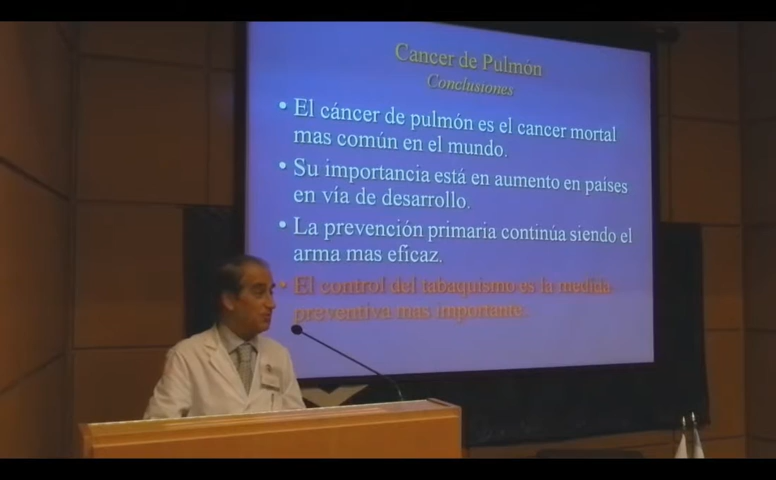 Cancer de Pulmón
Conclusiones
• El cáncer de pulmón es el cancer mortal
mas común en el mundo.
• Su importancia está en aumento en países
en vía de desarrollo.
• La prevención primaria continúa siendo el
arma mas eficaz.
• El control del tabaquismo es la medida
preventiva mas importante.